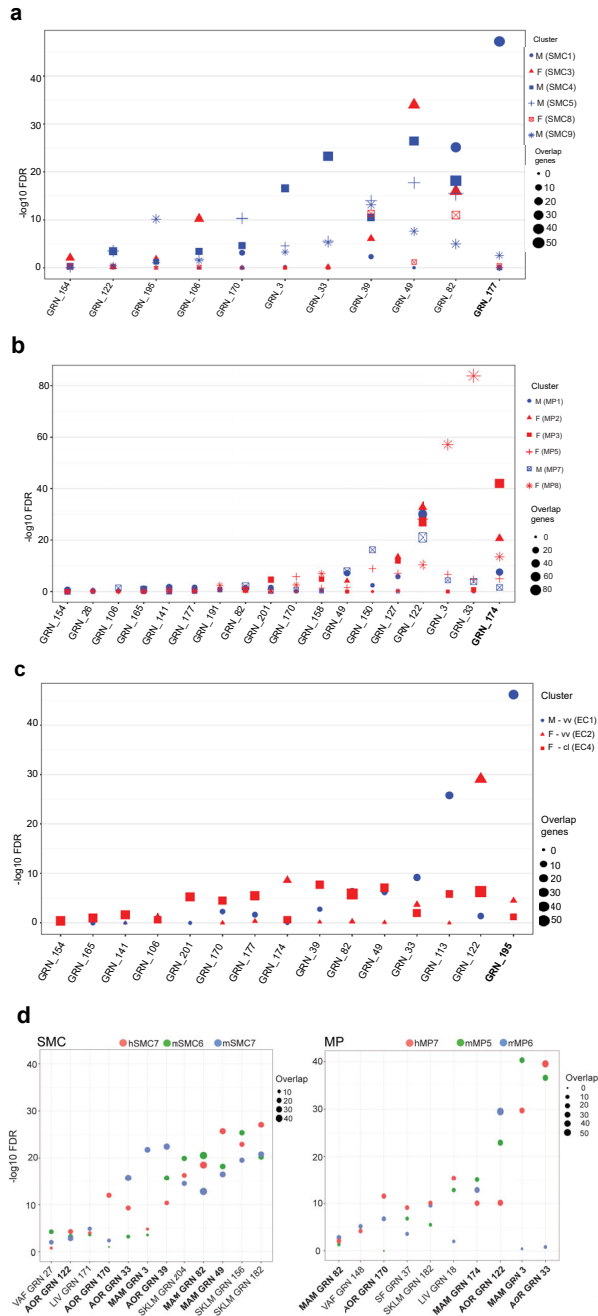 a
Cluster
M (SMC1)
F (SMC3)
M (SMC4)
M (SMC5)
F (SMC8)
M (SMC9)
Overlap
genes
0
10
20
30
40
50
-log10 FDR
40
30
20
10
0
GRN_154
GRN_122
GRN_195
GRN_106
GRN_170
GRN_3
GRN_33
GRN_39
GRN_49
GRN_82
GRN_177
b
Cluster
M (MP1)
F (MP2)
F (MP3)
F (MP5)
M (MP7)
F (MP8)
Overlap
genes
0
20
40
60
80
-log10 FDR
80
60
40
20
0
GRN_154
GRN_26
GRN_106
GRN_165
GRN_141
GRN_177
GRN_191
GRN_82
GRN_201
GRN_170
GRN_158
GRN_49
GRN_150
GRN_127
GRN_122
GRN_3
GRN_33
GRN_174
c
Cluster
M - vv (EC1)
F - vv (EC2)
F - cl (EC4)
Overlap
genes
0
10
20
30
40
50
-log10 FDR
40
30
20
10
0
GRN_154
GRN_165
GRN_141
GRN_106
GRN_201
GRN_170
GRN_177
GRN_174
GRN_39
GRN_82
GRN_49
GRN_33
GRN_113
GRN_122
GRN_195
d
SMC
hSMC7 mSMC6 mSMC7
Overlap
10
20
30
40
-log10 FDR
40
30
20
10
0
VAF GRN 27
AOR GRN 122
LIV GRN 171
AOR GRN 170
AOR GRN 33
MAM GRN 3
AOR GRN 39
SKLM GRN 204
MAM GRN 82
MAM GRN 49
SKLM GRN 156
SKLM GRN 182
MP
hMP7 mMP5 mMP6
Overlap
0
10
20
30
40
50
40
30
20
10
0
MAM GRN 82
VAF GRN 148
AOR GRN 170
SF GRN 37
SKLM GRN 182
LIV GRN 18
MAM GRN 174
AOR GRN 122
MAM GRN 3
AOR GRN 33